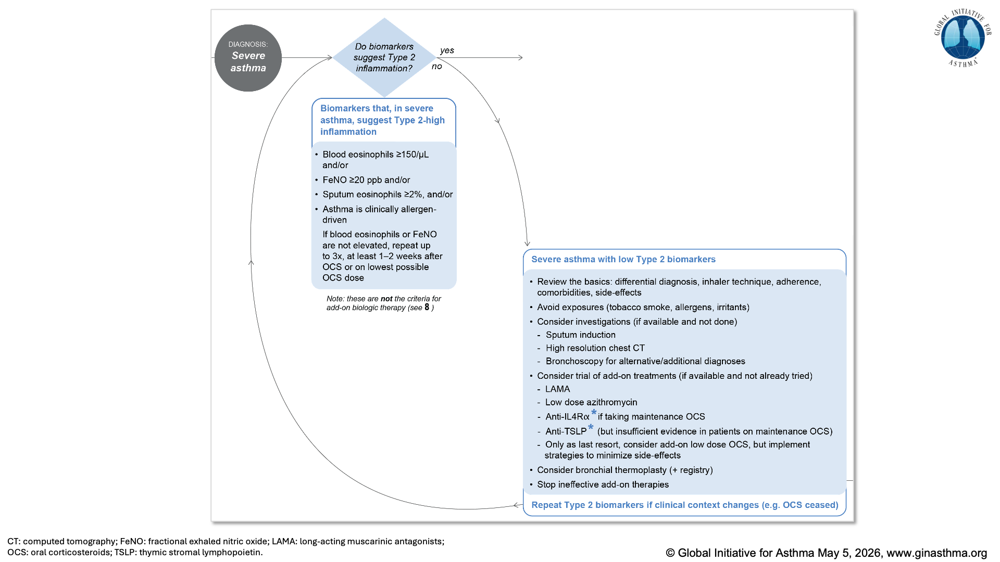 DIAGNOSIS:
Severe
asthma
Do biomarkers
suggest Type 2
inflammation?
yes
no
Biomarkers that, in severe
asthma, suggest Type 2-high
inflammation
• Blood eosinophils ≥150/μL
and/or
• FeNO ≥20 ppb and/or
• Sputum eosinophils ≥2%, and/or
• Asthma is clinically allergen-
driven
If blood eosinophils or FeNO
are not elevated, repeat up
to 3x, at least 1–2 weeks after
OCS or on lowest possible
OCS dose
Note: these are not the criteria for
add-on biologic therapy (see 8 )
Severe asthma with low Type 2 biomarkers
• Review the basics: differential diagnosis, inhaler technique, adherence,
comorbidities, side-effects
• Avoid exposures (tobacco smoke, allergens, irritants)
• Consider investigations (if available and not done)
- Sputum induction
- High resolution chest CT
- Bronchoscopy for alternative/additional diagnoses
• Consider trial of add-on treatments (if available and not already tried)
- LAMA
- Low dose azithromycin
- Anti-IL4Rα * if taking maintenance OCS
- Anti-TSLP * (but insufficient evidence in patients on maintenance OCS)
- Only as last resort, consider add-on low dose OCS, but implement
strategies to minimize side-effects
• Consider bronchial thermoplasty (+ registry)
• Stop ineffective add-on therapies
Repeat Type 2 biomarkers if clinical context changes (e.g. OCS ceased)
GLOBAL INITIATIVE FOR
ASTHMA
CT: computed tomography; FeNO: fractional exhaled nitric oxide; LAMA: long-acting muscarinic antagonists;
OCS: oral corticosteroids; TSLP: thymic stromal lymphopoietin.
© Global Initiative for Asthma May 5, 2026, www.ginasthma.org